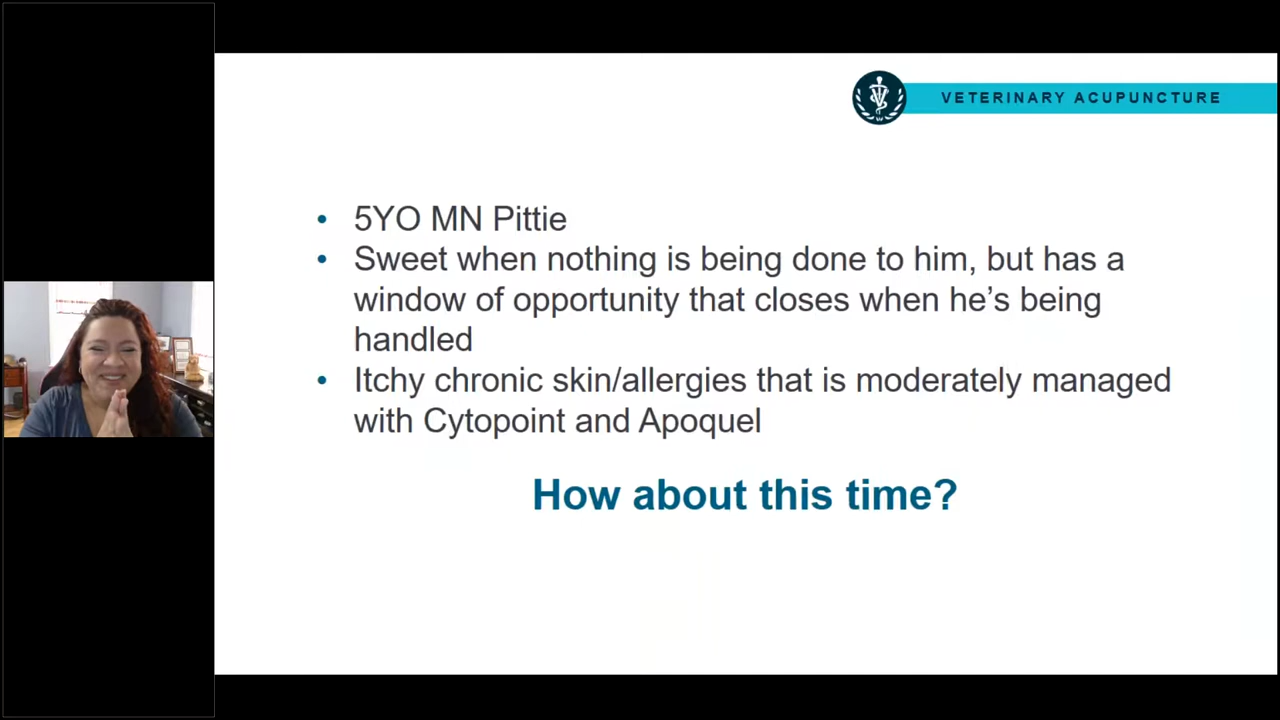 VETERINARY ACUPUNCTURE
• 5YO MN Pittie
• Sweet when nothing is being done to him, but has a
window of opportunity that closes when he’s being
handled
• Itchy chronic skin/allergies that is moderately managed
with Cytopoint and Apoquel
How about this time?